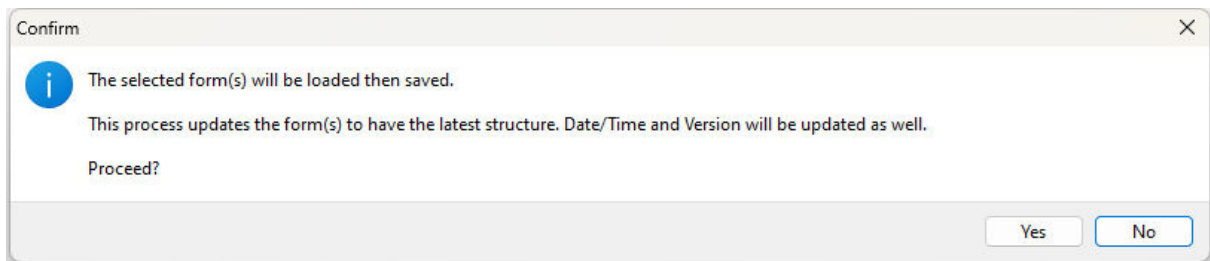 Confirm
The selected form(s) will be loaded then saved.
This process updates the form(s) to have the latest structure. Date/Time and Version will be updated as well.
Proceed?
Yes No